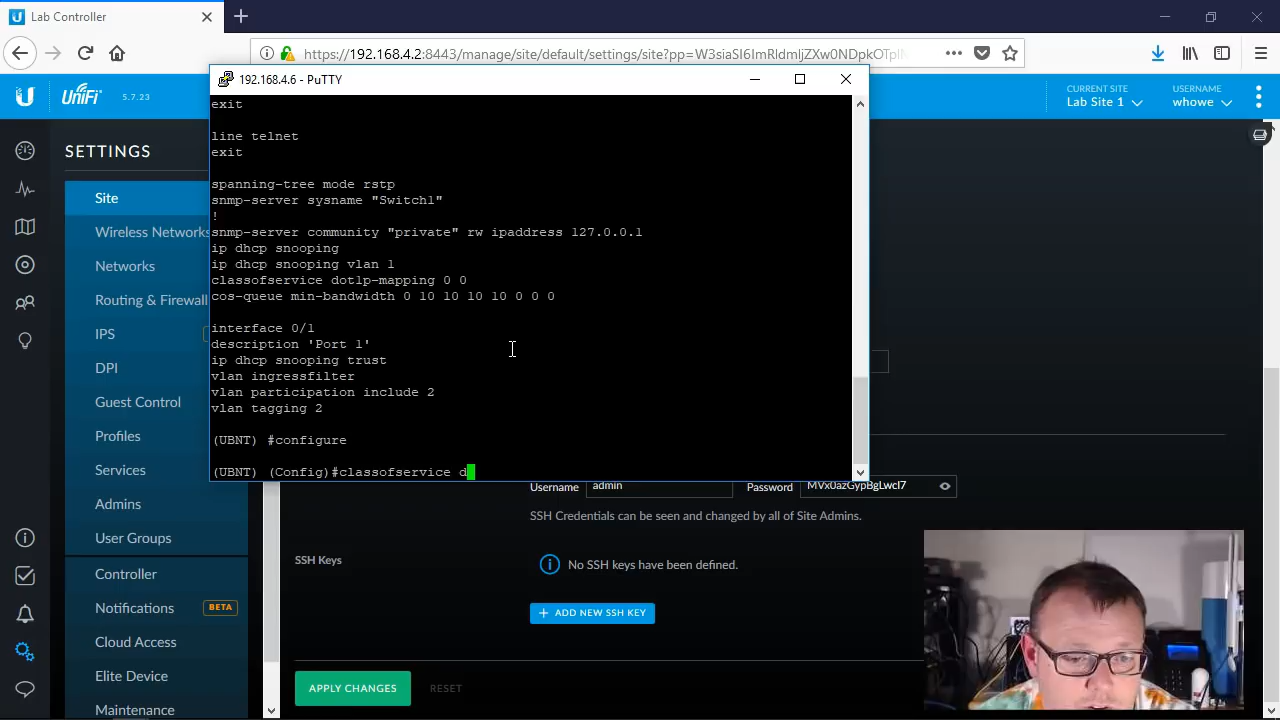 Lab Controller
https://192.168.4.2:8443/manage/site/default/settings/site?pp=
192.168.4.6 - PuTTY
UniFi 5.7.23
CURRENT SITE
Lab Site 1
USERNAME
whowe
SETTINGS
Site
Wireless Networks
Networks
Routing & Firewall
IPS
DPI
Guest Control
Profiles
Services
Admins
User Groups
Controller
Notifications BETA
Cloud Access
Elite Device
Maintenance
exit
line telnet
exit
spanning-tree mode rstp
snmp-server sysname "Switch1"
!
snmp-server community "private" rw ipaddress 127.0.0.1
ip dhcp snooping
ip dhcp snooping vlan 1
classofservice dot1p-mapping 0 0
cos-queue min-bandwidth 0 10 10 10 10 0 0 0
interface 0/1
description 'Port 1'
ip dhcp snooping trust
vlan ingressfilter
vlan participation include 2
vlan tagging 2
(UBNT) #configure
(UBNT) (Config)#classofservice d
Username admin Password
SSH Credentials can be seen and changed by all of Site Admins.
SSH Keys
No SSH keys have been defined.
+ ADD NEW SSH KEY
APPLY CHANGES RESET